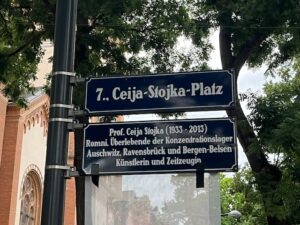 7., Ceija-Stojka-Platz
Prof. Ceija Stojka (1933 - 2013)
Romni, Überlebende der Konzentrationslager
Auschwitz, Ravensbrück und Bergen-Belsen
Künstlerin und Zeitzeugin